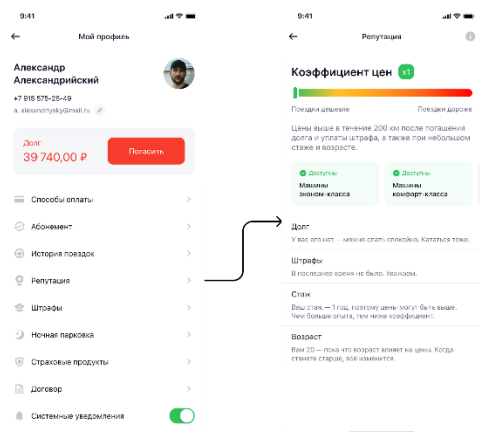 9:41
Мой профиль
Александр
Александрийский
+7 915 575-28-49
a. alexandriysky@mail.ru
Долг
39 740,00 ₽
Погасить
Способы оплаты
Абонемент
История поездок
Репутация
Штрафы
Ночная парковка
Страховые продукты
Договор
Системные уведомления
9:41
Репутация
Коэффициент цен x1
Поездки дешевле
Поездки дороже
Цены выше в течение 200 км после погашения
долга и уплаты штрафа, а также при небольшом
стаже и возрасте.
Доступны
Машины
эконом-класса
Доступны
Машины
комфорт-класса
Долг
У вас его нет — можно спать спокойно. Кататься тоже.
Штрафы
В последнее время не было. Уважаем.
Стаж
Ваш стаж — 1 год, поэтому цены могут быть выше.
Чем больше опыта, тем ниже коэффициент.
Возраст
Вам 20 — пока что возраст влияет на цены. Когда
станете старше, всё изменится.